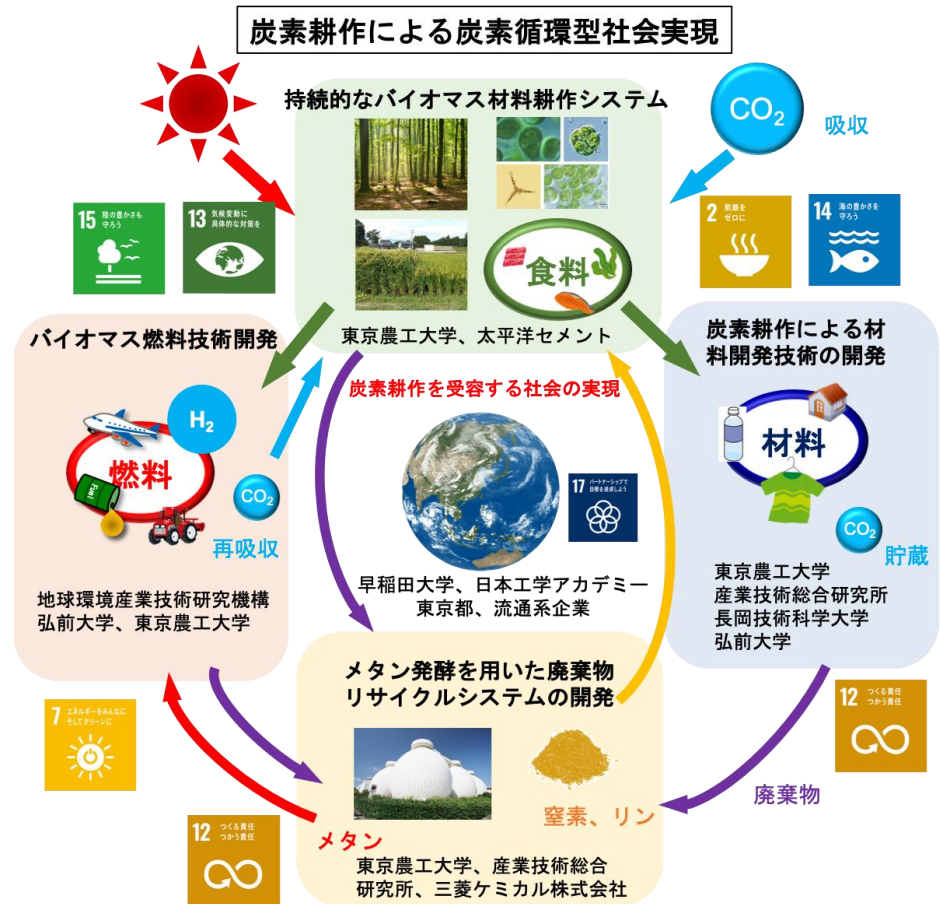 炭素耕作による炭素循環型社会実現
持続的なバイオマス材料耕作システム
CO2
吸収
15 陸の豊かさも
守ろう
13 気候変動に
具体的な対策を
2 飢餓を
ゼロに
14 海の豊かさを
守ろう
食料
東京農工大学、太平洋セメント
バイオマス燃料技術開発
H2
燃料
Fuel
CO2
再吸収
地球環境産業技術研究機構
弘前大学、東京農工大学
炭素耕作を受容する社会の実現
17 パートナーシップで
目標を達成しよう
早稲田大学、日本工学アカデミー
東京都、流通系企業
炭素耕作による材
料開発技術の開発
材料
CO2
貯蔵
東京農工大学
産業技術総合研究所
長岡技術科学大学
弘前大学
メタン発酵を用いた廃棄物
リサイクルシステムの開発
7 エネルギーをみんなに
そしてクリーンに
12 つくる責任
つかう責任
廃棄物
窒素、リン
メタン
12 つくる責任
つかう責任
東京農工大学、産業技術総合
研究所、三菱ケミカル株式会社